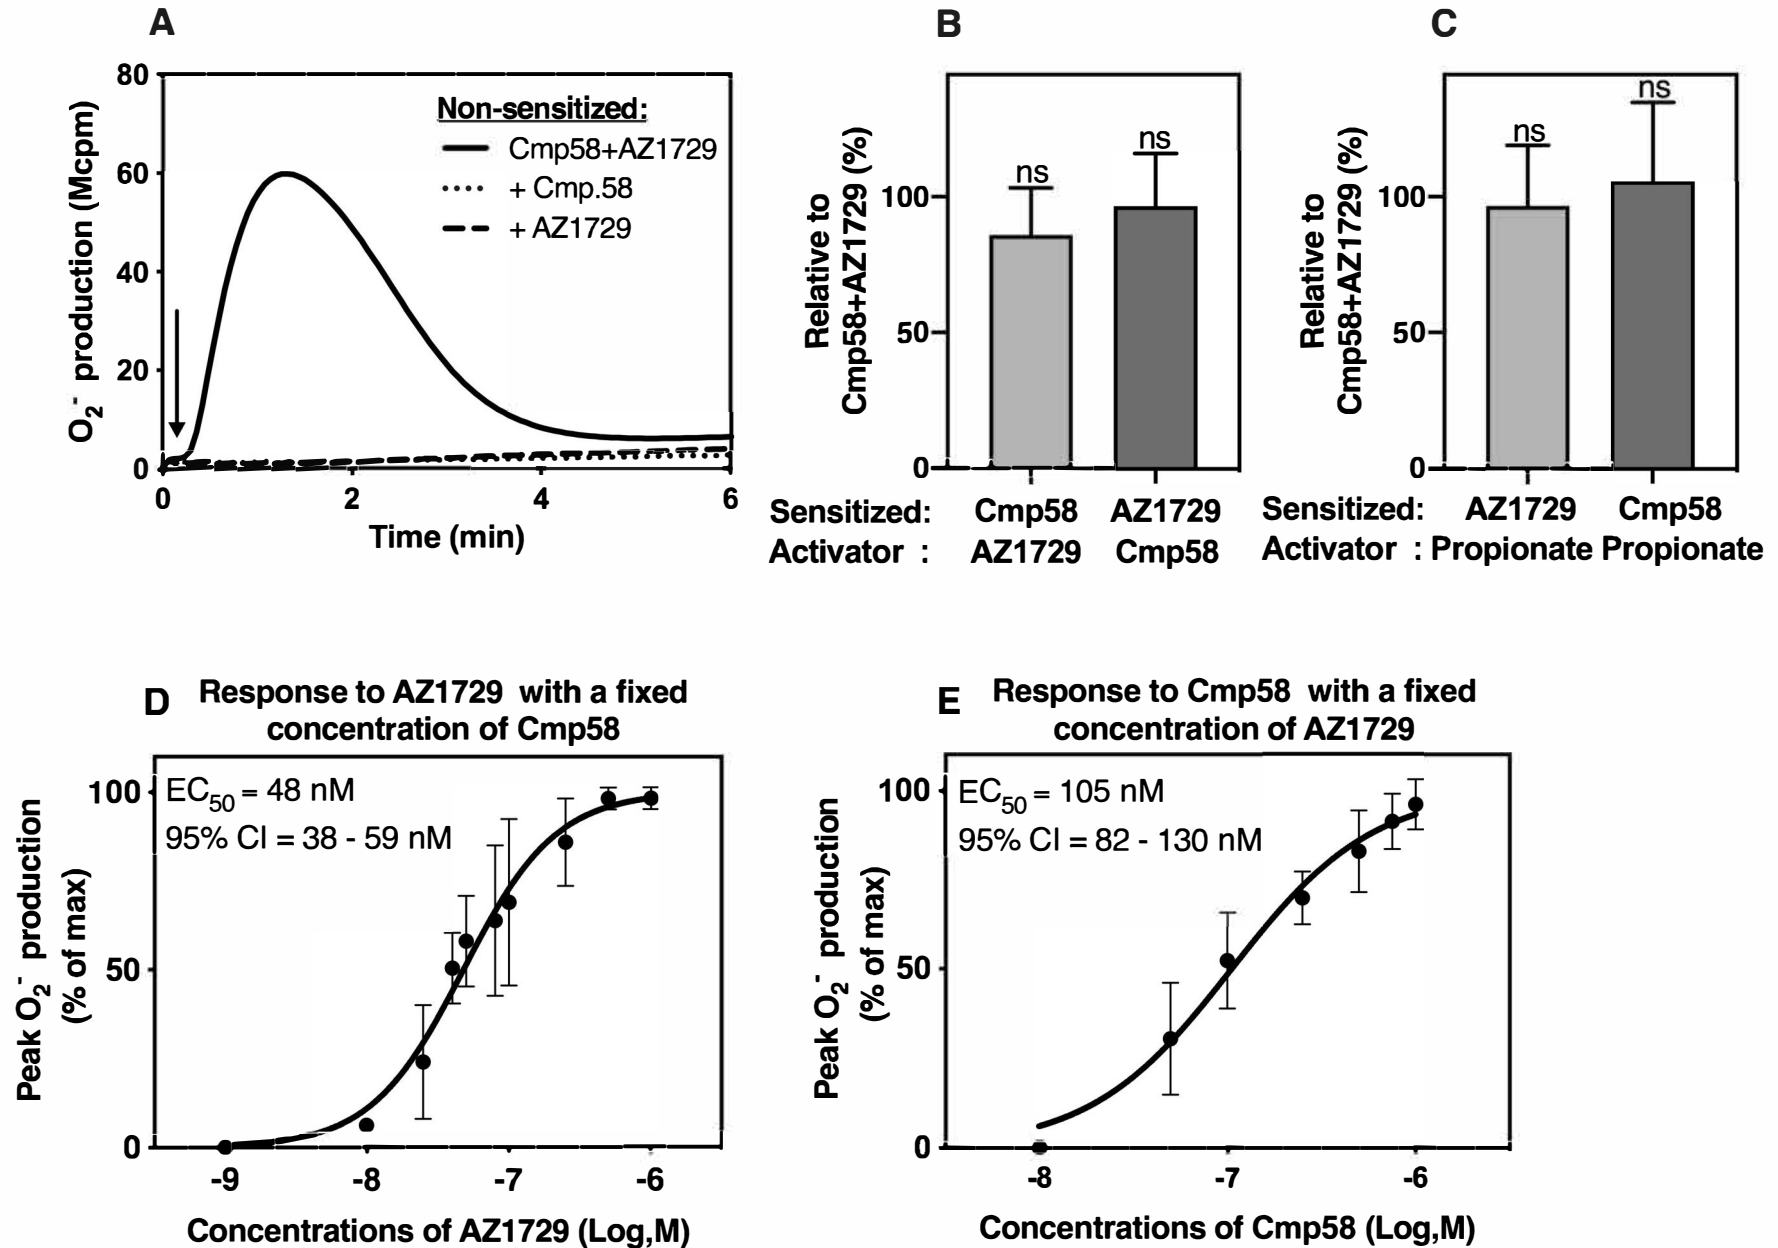 A
80
60
40
20
0
O2- production (Mcpm)
Non-sensitized:
Cmp58+AZ1729
+ Cmp.58
+ AZ1729
0 2 4 6
Time (min)
B
Relative to
Cmp58+AZ1729 (%)
100
50
0
ns
ns
Sensitized: Cmp58 AZ1729
Activator : AZ1729 Cmp58
C
Relative to
Cmp58+AZ1729 (%)
100
50
0
ns
ns
Sensitized: AZ1729 Cmp58
Activator : Propionate Propionate
D
Response to AZ1729 with a fixed
concentration of Cmp58
EC50 = 48 nM
95% CI = 38 - 59 nM
Peak O2- production
(% of max)
100
50
0
-9 -8 -7 -6
Concentrations of AZ1729 (Log,M)
E
Response to Cmp58 with a fixed
concentration of AZ1729
EC50 = 105 nM
95% CI = 82 - 130 nM
Peak O2- production
(% of max)
100
50
0
-8 -7 -6
Concentrations of Cmp58 (Log,M)